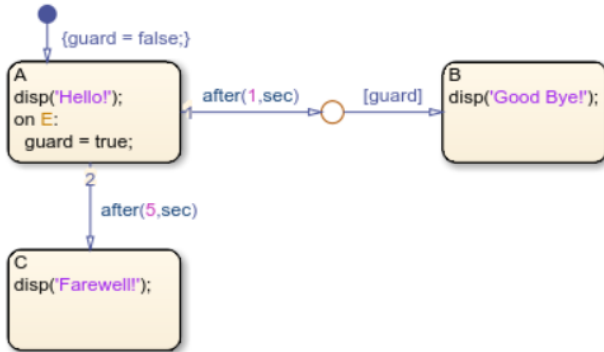 {guard = false;}
A
disp('Hello!');
on E:
guard = true;
1
after(1,sec)
[guard]
B
disp('Good Bye!');
2
after(5,sec)
C
disp('Farewell!');